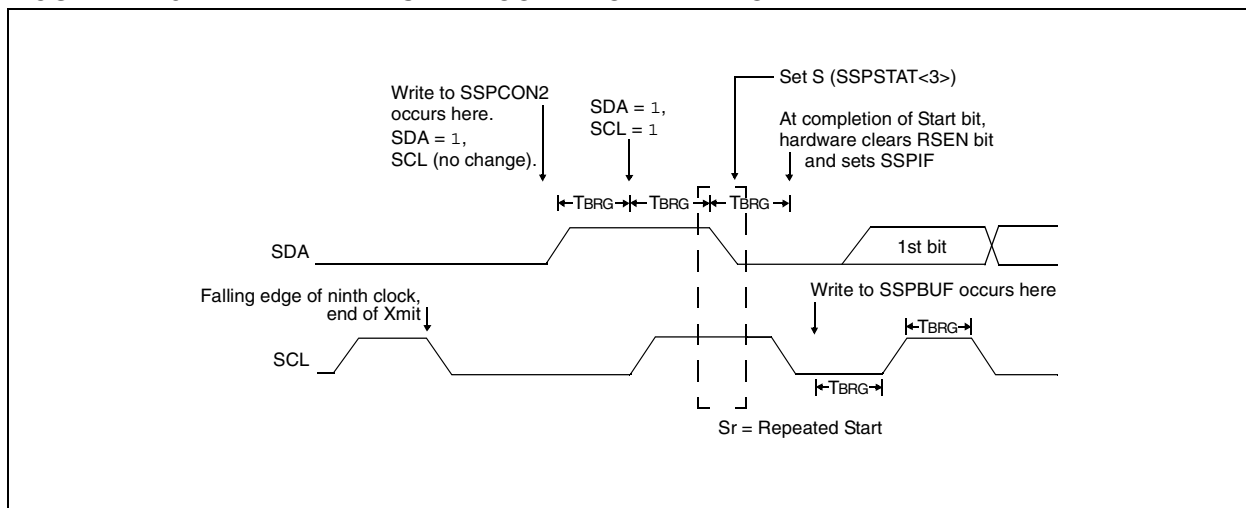 Write to SSPCON2
occurs here.
SDA = 1,
SCL (no change).
SDA = 1,
SCL = 1
Set S (SSPSTAT<3>)
At completion of Start bit,
hardware clears RSEN bit
and sets SSPIF
TBRG
TBRG
TBRG
SDA
1st bit
Write to SSPBUF occurs here
Falling edge of ninth clock,
end of Xmit
TBRG
SCL
TBRG
Sr = Repeated Start